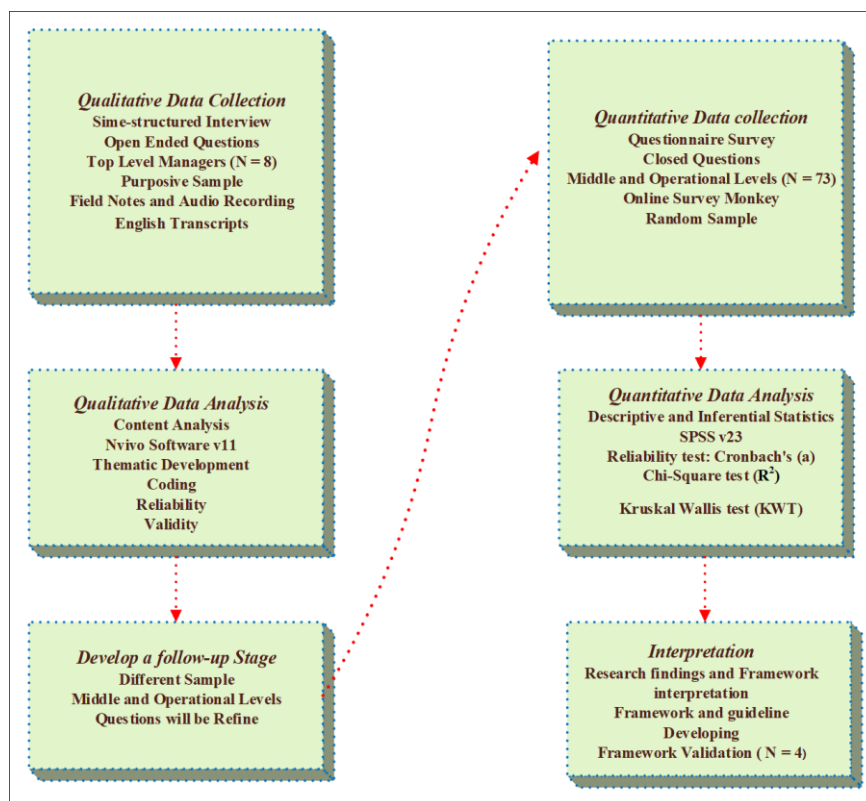 Qualitative Data Collection
Sime-structured Interview
Open Ended Questions
Top Level Managers (N = 8)
Purposive Sample
Field Notes and Audio Recording
English Transcripts
Qualitative Data Analysis
Content Analysis
Nvivo Software v11
Thematic Development
Coding
Reliability
Validity
Develop a follow-up Stage
Different Sample
Middle and Operational Levels
Questions will be Refine
Quantitative Data collection
Questionnaire Survey
Closed Questions
Middle and Operational Levels (N = 73)
Online Survey Monkey
Random Sample
Quantitative Data Analysis
Descriptive and Inferential Statistics
SPSS v23
Reliability test: Cronbach's (a)
Chi-Square test (R²)
Kruskal Wallis test (KWT)
Interpretation
Research findings and Framework
interpretation
Framework and guideline
Developing
Framework Validation ( N = 4)